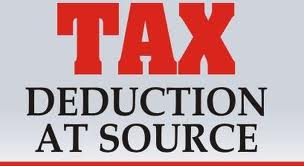 TAX
DEDUCTION
AT SOURCE